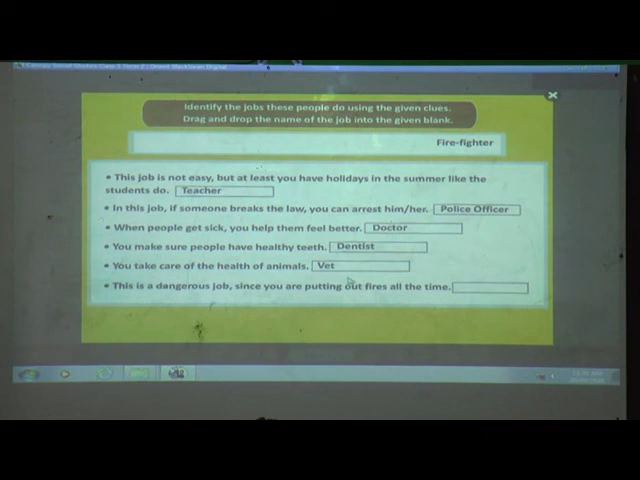 Identify the jobs these people do using the given clues.
Drag and drop the name of the job into the given blank.
Fire-fighter
• This job is not easy, but at least you have holidays in the summer like the
students do. Teacher
• In this job, if someone breaks the law, you can arrest him/her. Police Officer
• When people get sick, you help them feel better. Doctor
• You make sure people have healthy teeth. Dentist
• You take care of the health of animals. Vet
• This is a dangerous job, since you are putting out fires all the time.